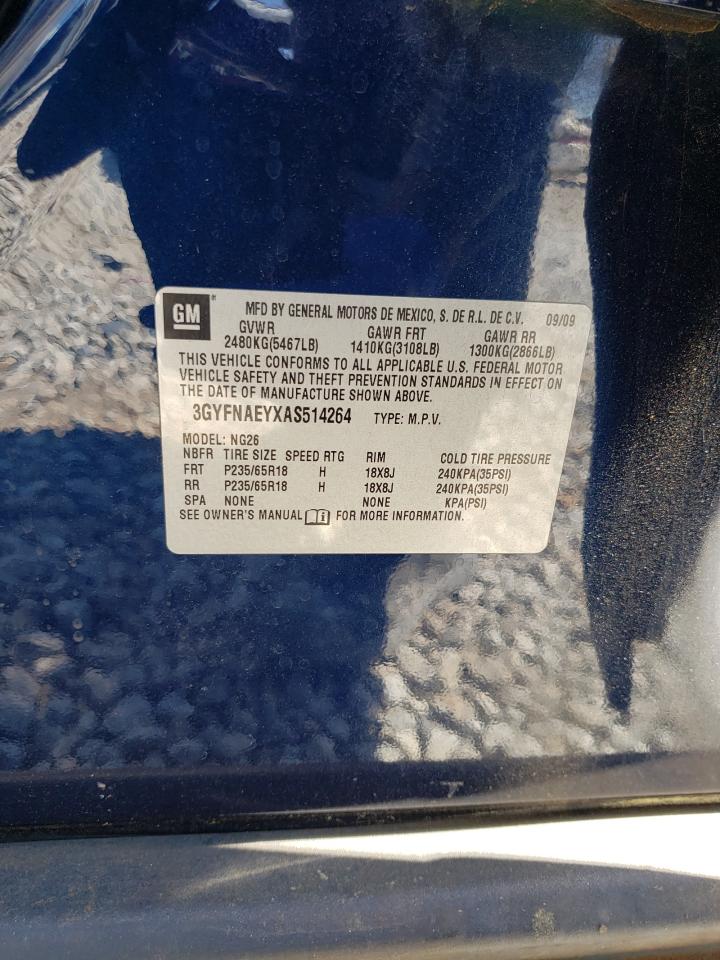 GM MFD BY GENERAL MOTORS DE MEXICO, S. DE R.L. DE C.V. 09/09
GVWR GAWR FRT GAWR RR
2480KG(5467LB) 1410KG(3108LB) 1300KG(2866LB)
THIS VEHICLE CONFORMS TO ALL APPLICABLE U.S. FEDERAL MOTOR
VEHICLE SAFETY AND THEFT PREVENTION STANDARDS IN EFFECT ON
THE DATE OF MANUFACTURE SHOWN ABOVE.
3GYFNAEYXAS514264 TYPE: M.P.V.
MODEL: NG26
NBFR TIRE SIZE SPEED RTG RIM COLD TIRE PRESSURE
FRT P235/65R18 H 18X8J 240KPA(35PSI)
RR P235/65R18 H 18X8J 240KPA(35PSI)
SPA NONE NONE KPA(PSI)
SEE OWNER'S MANUAL FOR MORE INFORMATION.